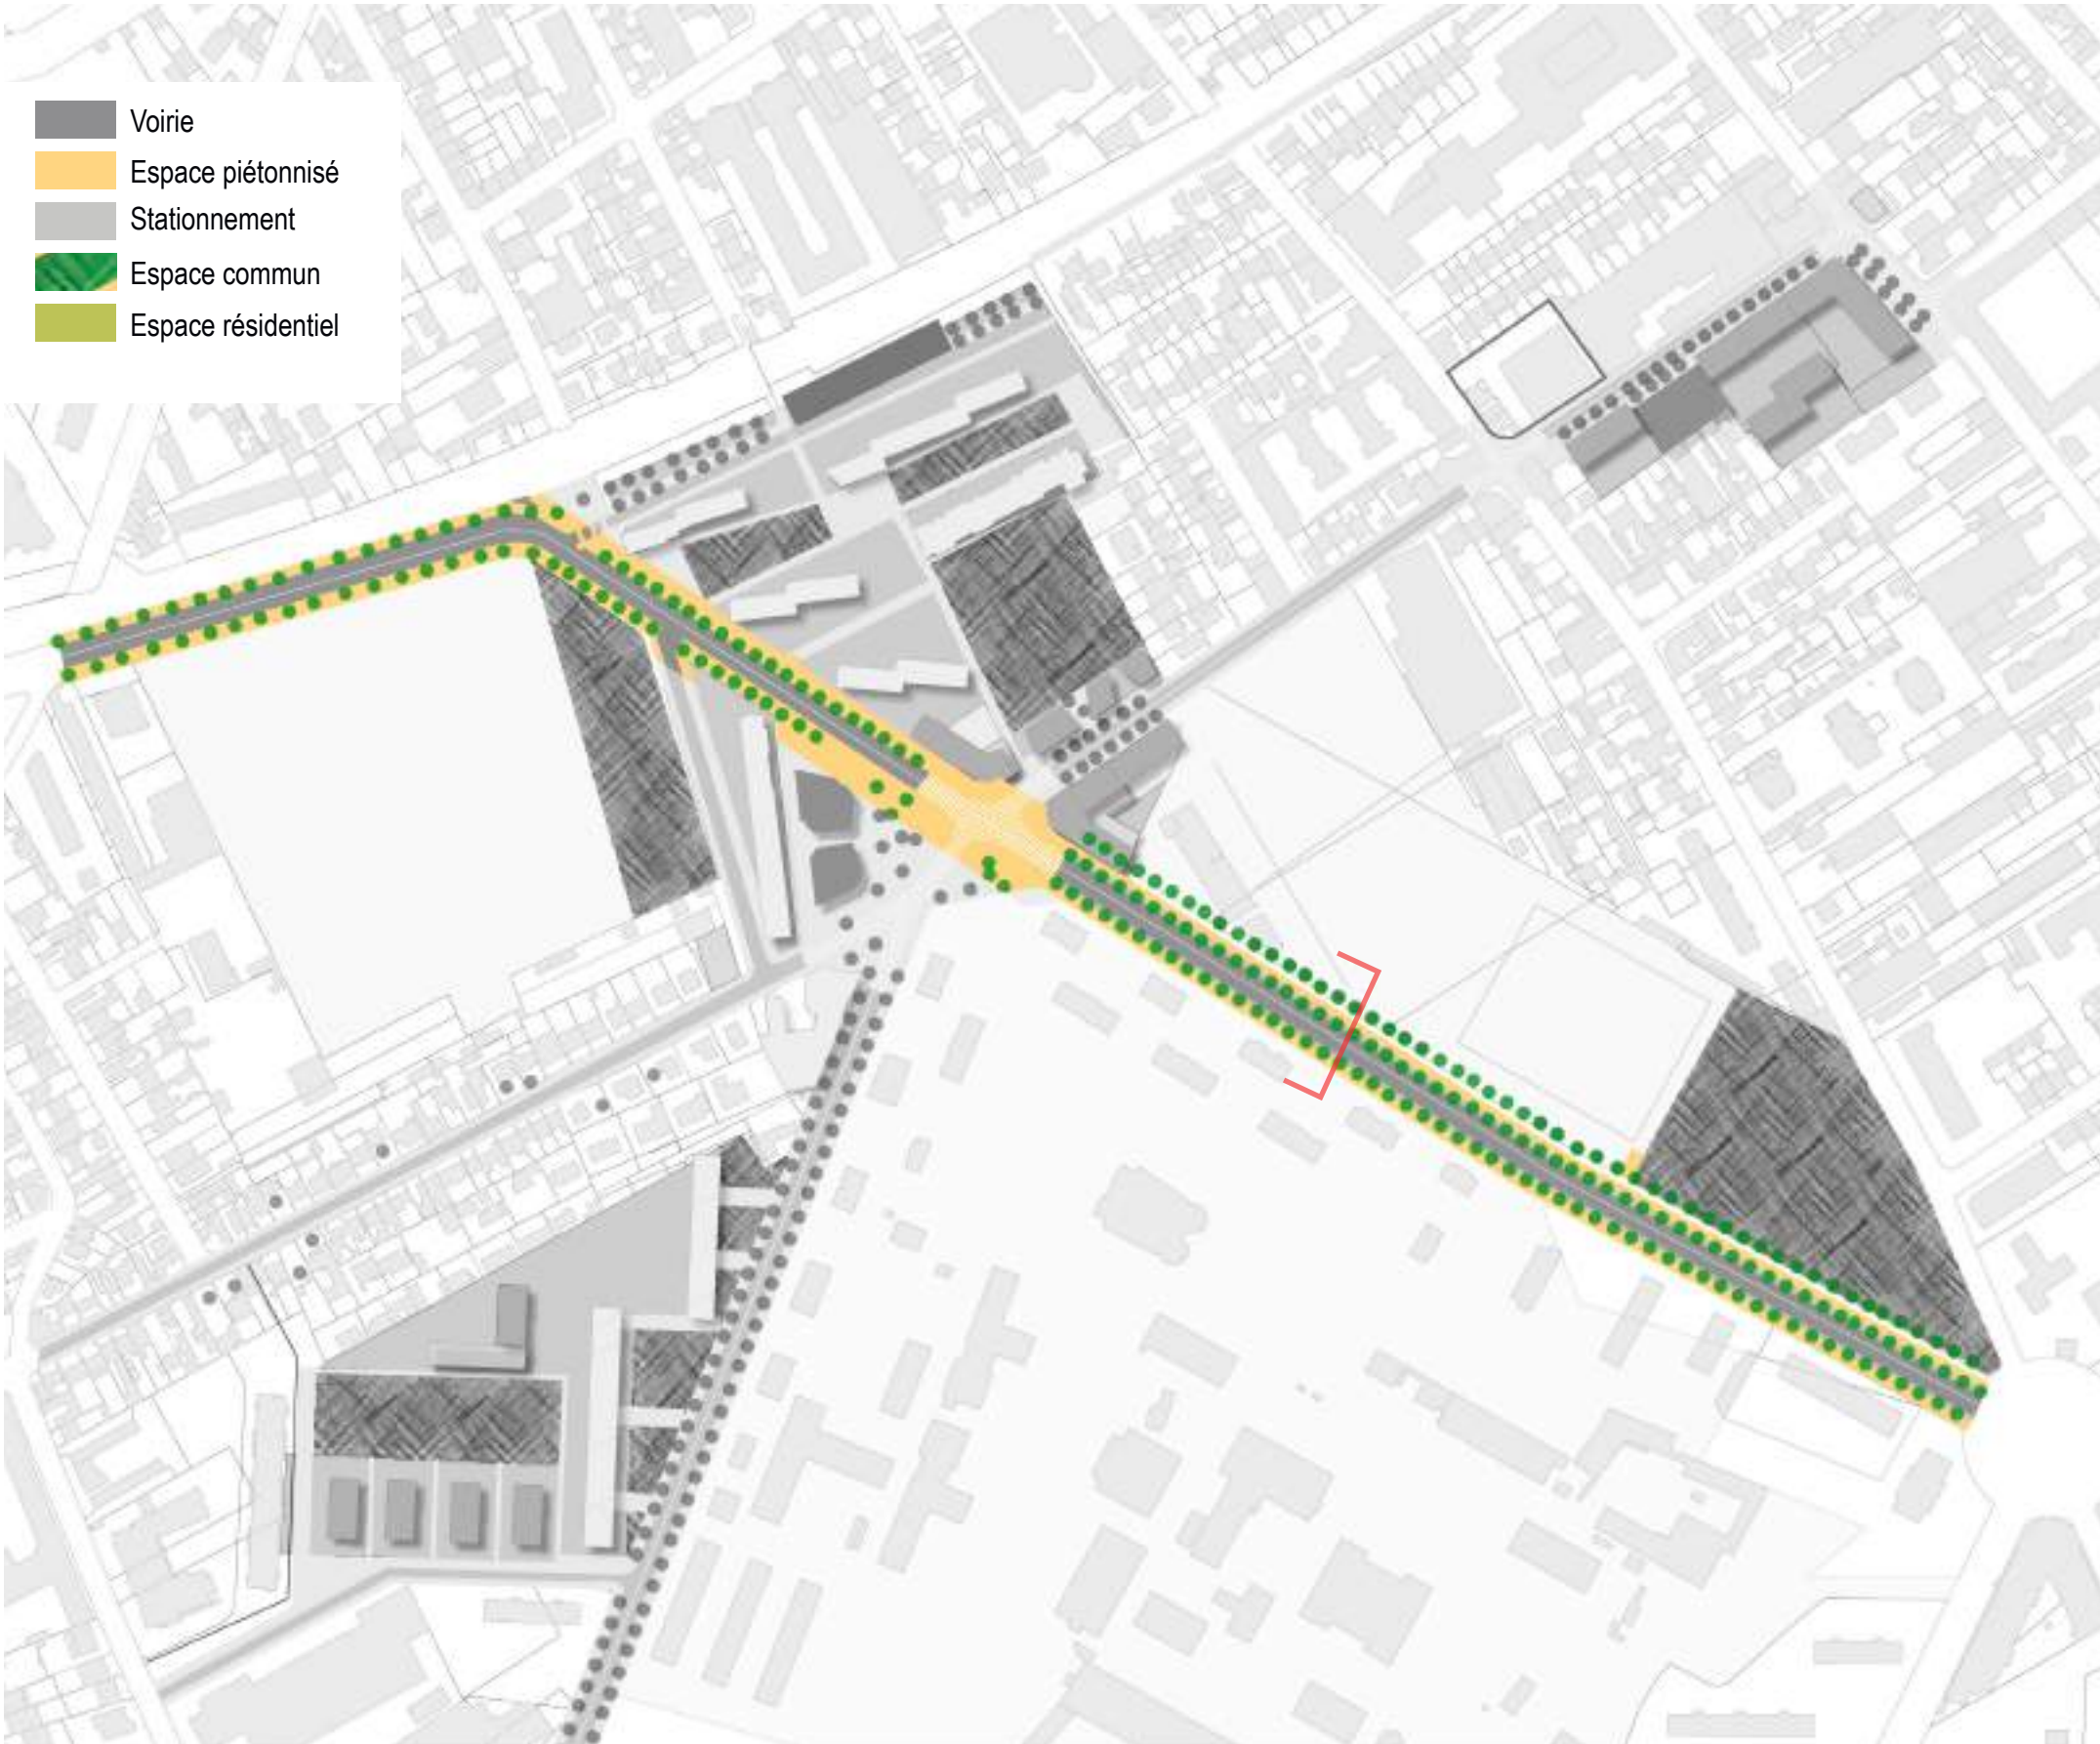 Voirie
Espace piétonnisé
Stationnement
Espace commun
Espace résidentiel